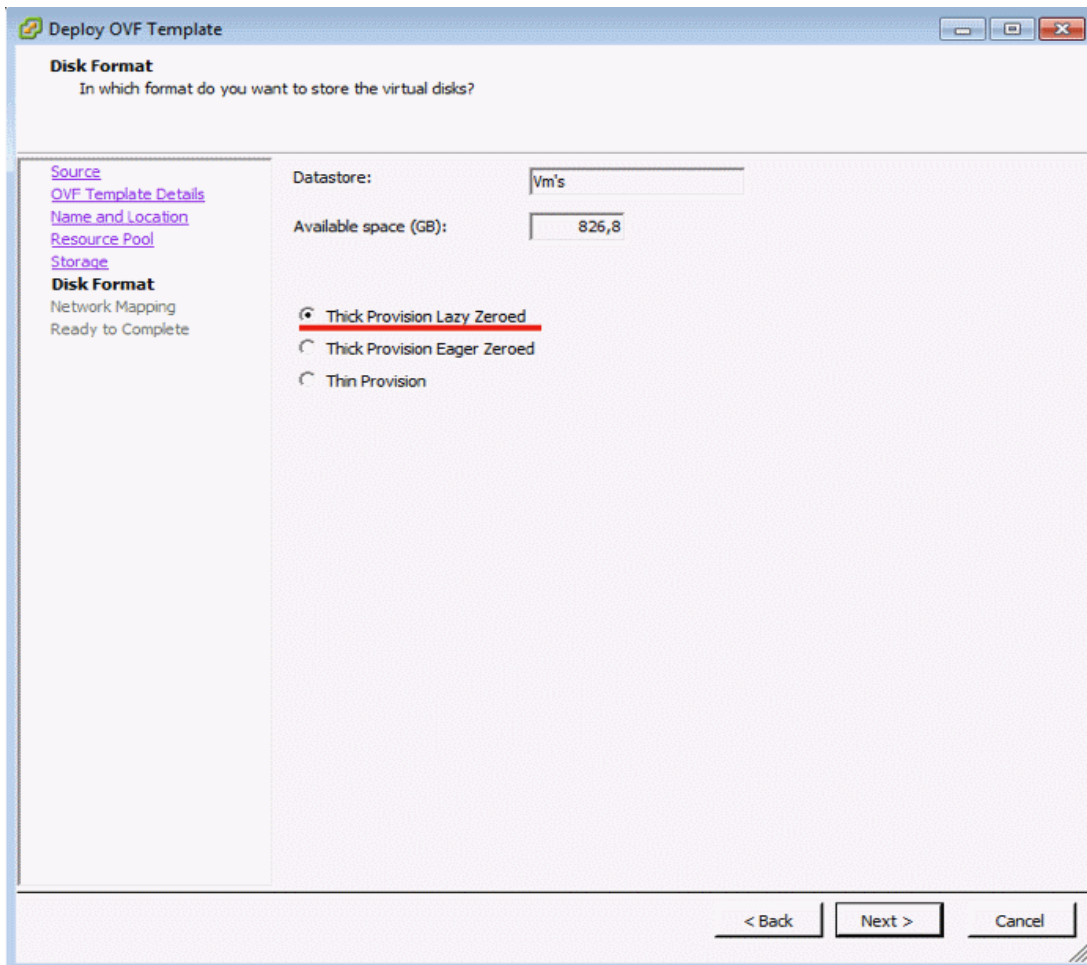 Deploy OVF Template
Disk Format
In which format do you want to store the virtual disks?
Source
OVF Template Details
Name and Location
Resource Pool
Storage
Disk Format
Network Mapping
Ready to Complete
Datastore: Vm's
Available space (GB): 826,8
Thick Provision Lazy Zeroed
Thick Provision Eager Zeroed
Thin Provision
< Back Next > Cancel